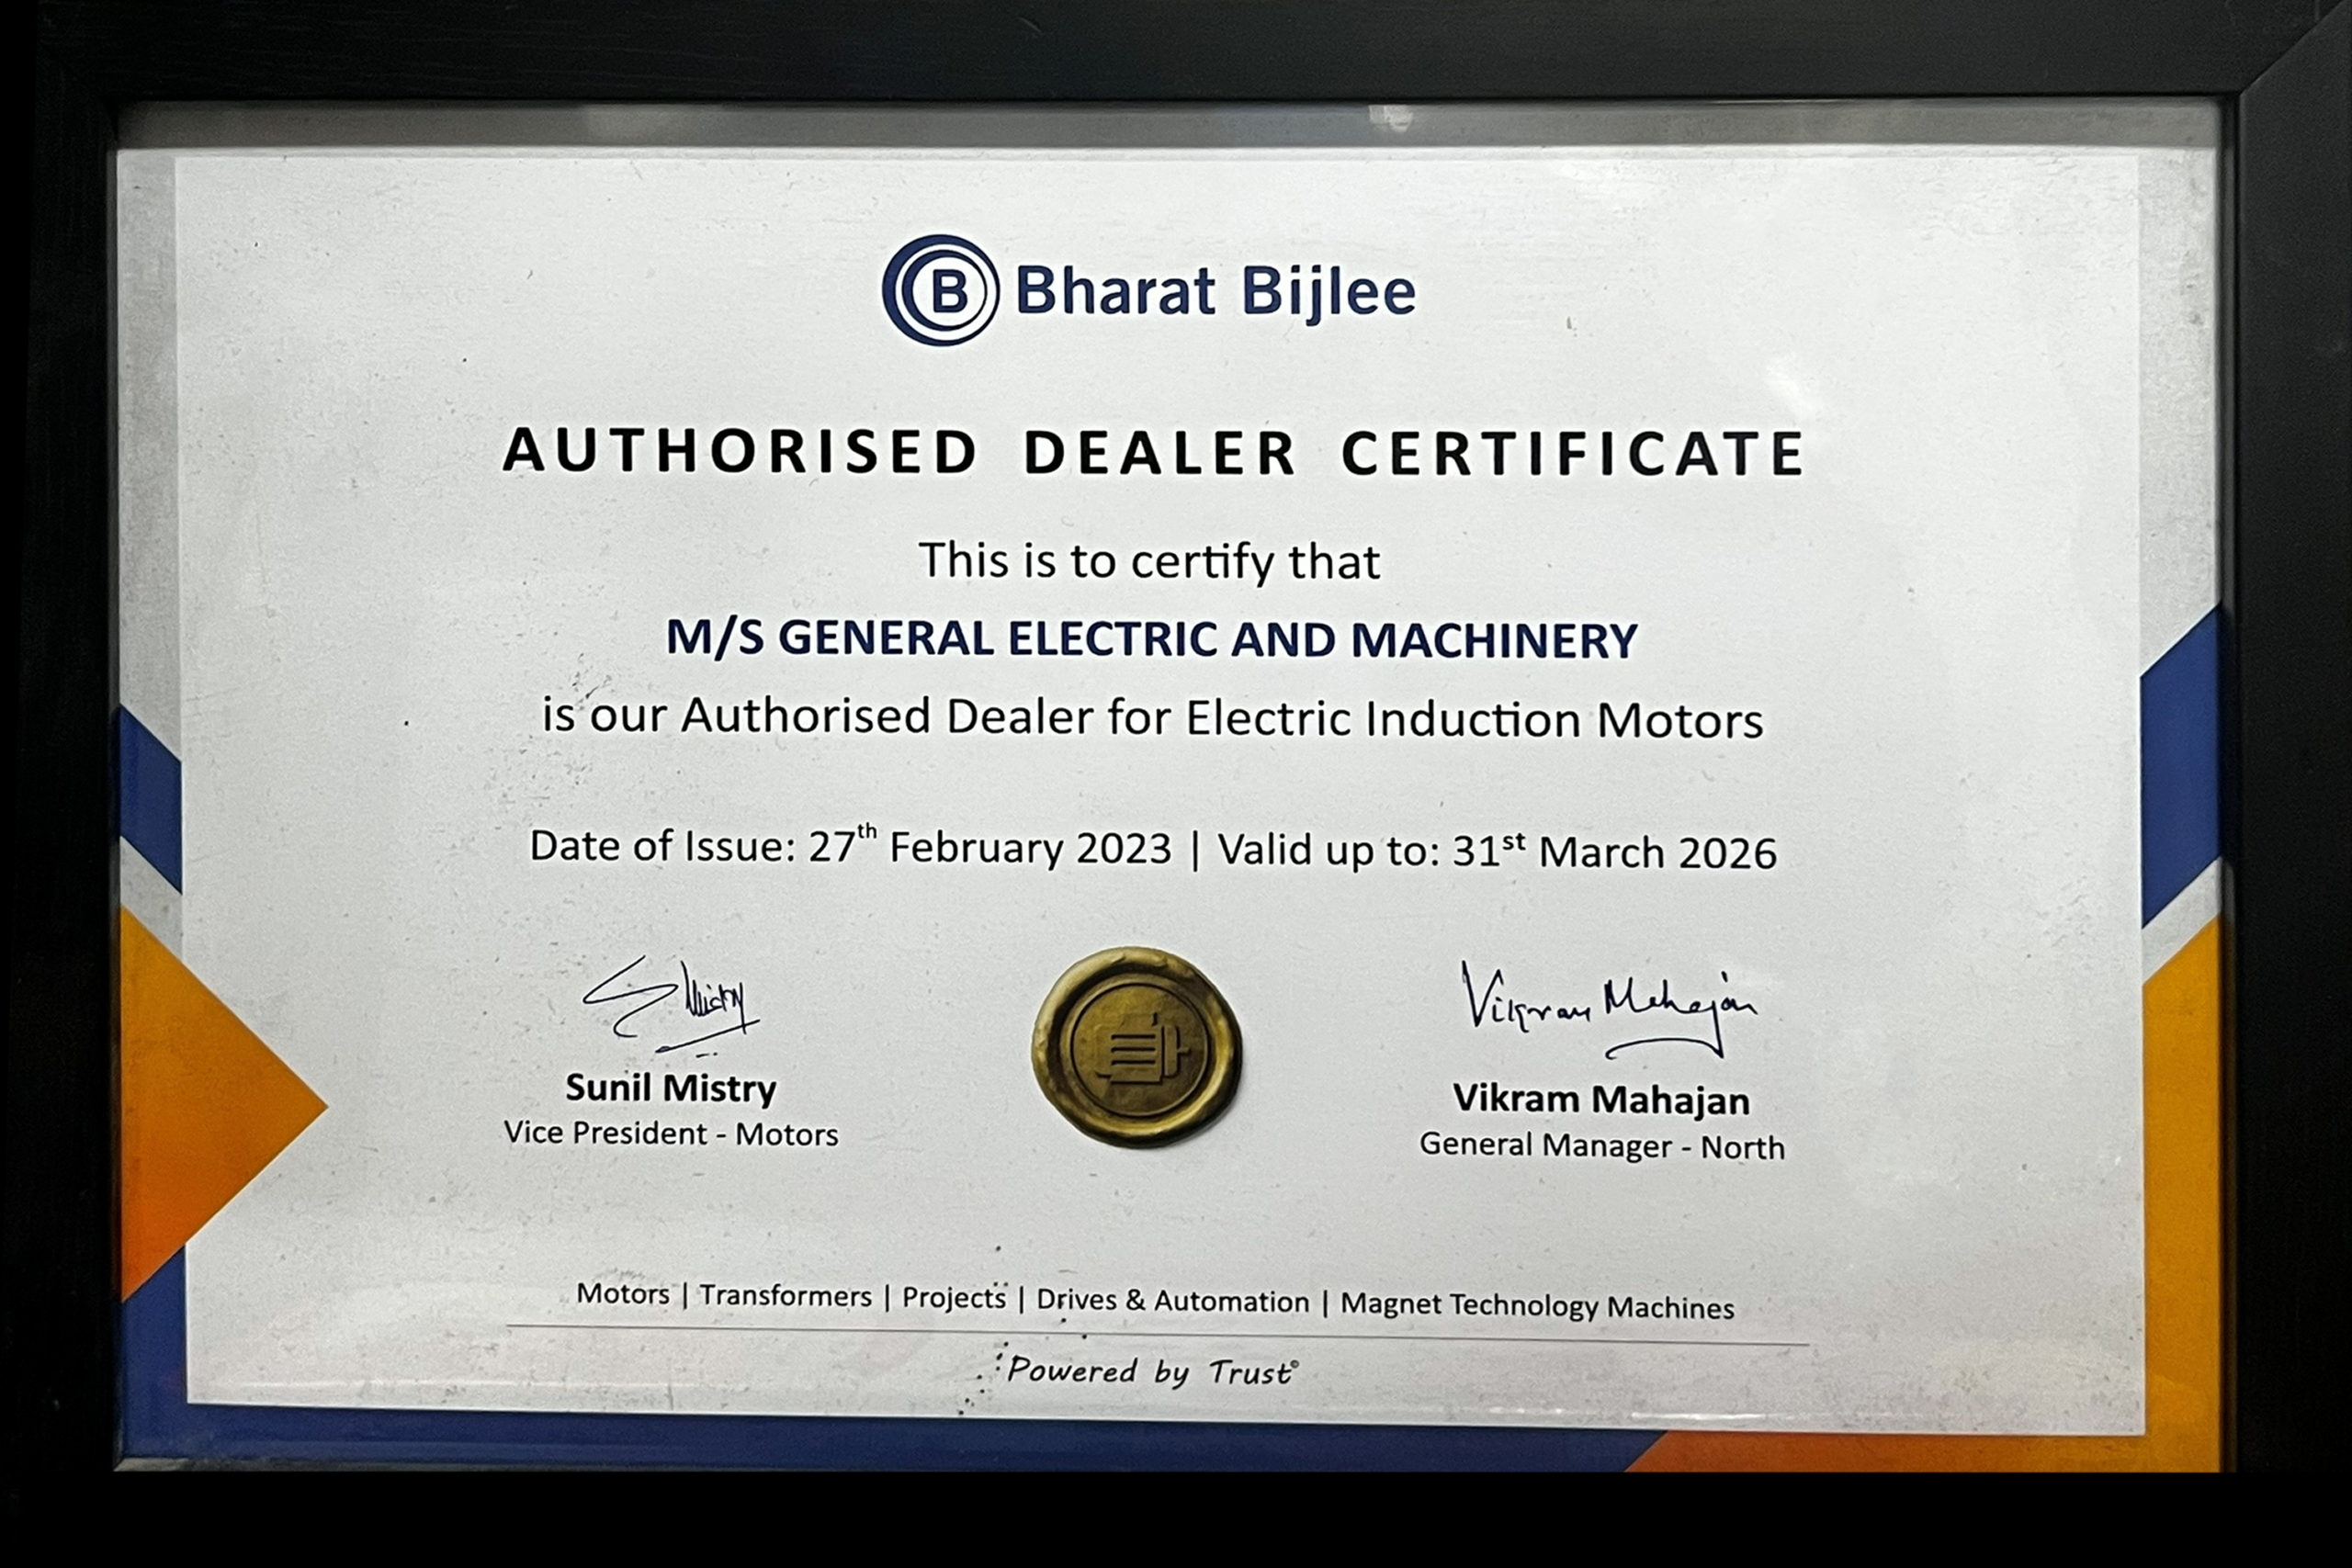 B Bharat Bijlee
AUTHORISED DEALER CERTIFICATE
This is to certify that
M/S GENERAL ELECTRIC AND MACHINERY
is our Authorised Dealer for Electric Induction Motors
Date of Issue: 27th February 2023 | Valid up to: 31st March 2026
S Mistry
Vikram Mahajan
Sunil Mistry
Vikram Mahajan
Vice President - Motors
General Manager - North
Motors | Transformers | Projects | Drives & Automation | Magnet Technology Machines
Powered by Trust©